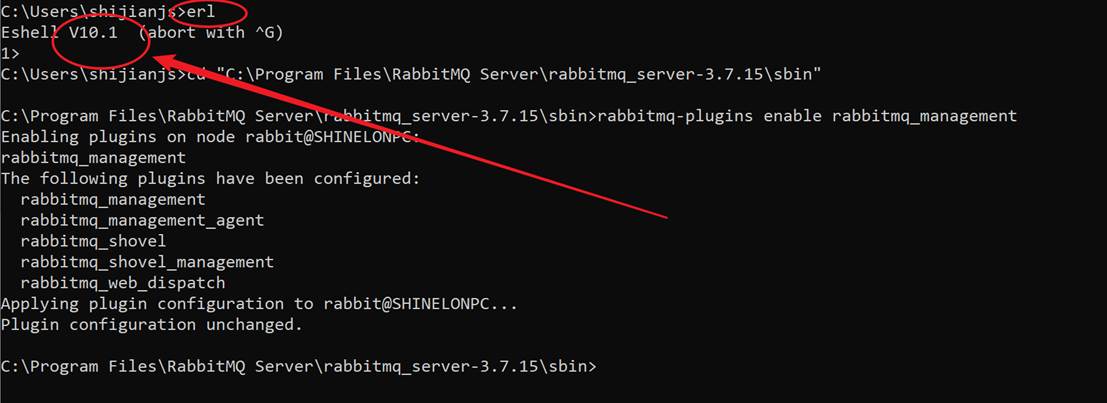 C:\Users\shijianjs>erl
Eshell V10.1  (abort with ^G)
1>
C:\Users\shijianjs>cd "C:\Program Files\RabbitMQ Server\rabbitmq_server-3.7.15\sbin"
C:\Program Files\RabbitMQ Server\rabbitmq_server-3.7.15\sbin>rabbitmq-plugins enable rabbitmq_management
Enabling plugins on node rabbit@SHINELONPC:
rabbitmq_management
The following plugins have been configured:
  rabbitmq_management
  rabbitmq_management_agent
  rabbitmq_shovel
  rabbitmq_shovel_management
  rabbitmq_web_dispatch
Applying plugin configuration to rabbit@SHINELONPC...
Plugin configuration unchanged.
C:\Program Files\RabbitMQ Server\rabbitmq_server-3.7.15\sbin>